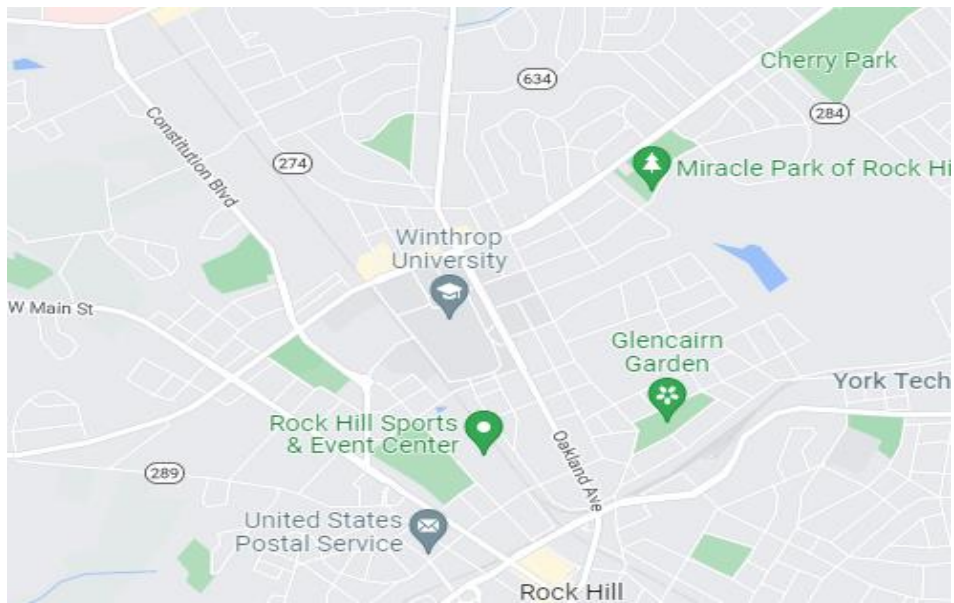 Cherry Park
634
284
Constitution Blvd
274
Miracle Park of Rock Hi
Winthrop
University
W Main St
Glencairn
Garden
York Tech
Rock Hill Sports
& Event Center
Oakland Ave
289
United States
Postal Service
Rock Hill